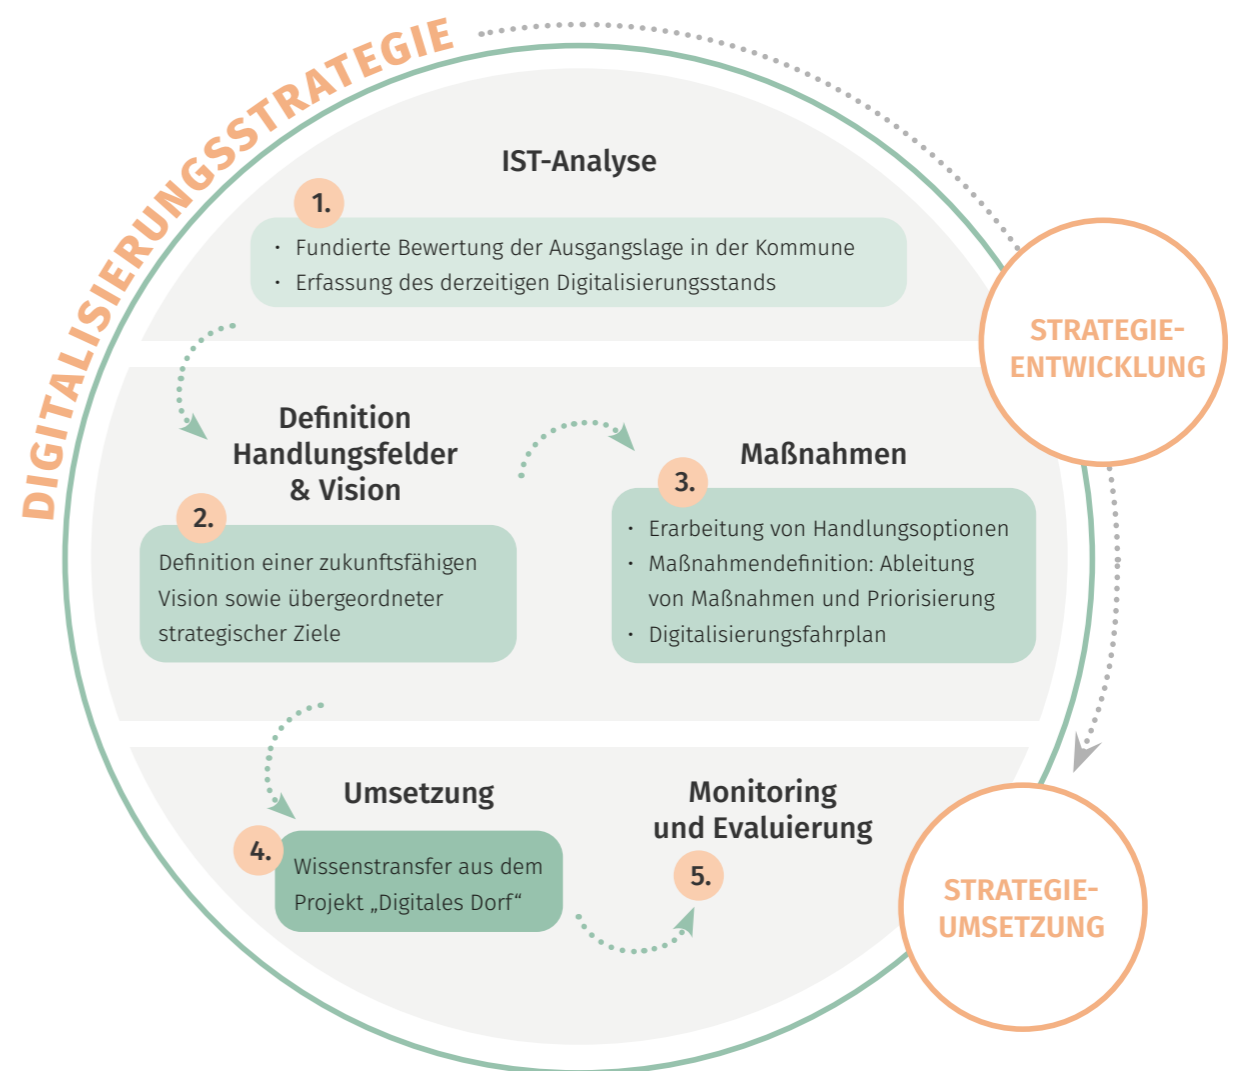 DIGITALISIERUNGSSTRATEGIE
IST-Analyse
1.
· Fundierte Bewertung der Ausgangslage in der Kommune
· Erfassung des derzeitigen Digitalisierungsstands
STRATEGIE-
ENTWICKLUNG
Definition
Handlungsfelder
& Vision
2.
Definition einer zukunftsfähigen
Vision sowie übergeordneter
strategischer Ziele
Maßnahmen
3.
· Erarbeitung von Handlungsoptionen
· Maßnahmendefinition: Ableitung
von Maßnahmen und Priorisierung
· Digitalisierungsfahrplan
Umsetzung
4.
Wissenstransfer aus dem
Projekt „Digitales Dorf“
Monitoring
und Evaluierung
5.
STRATEGIE-
UMSETZUNG